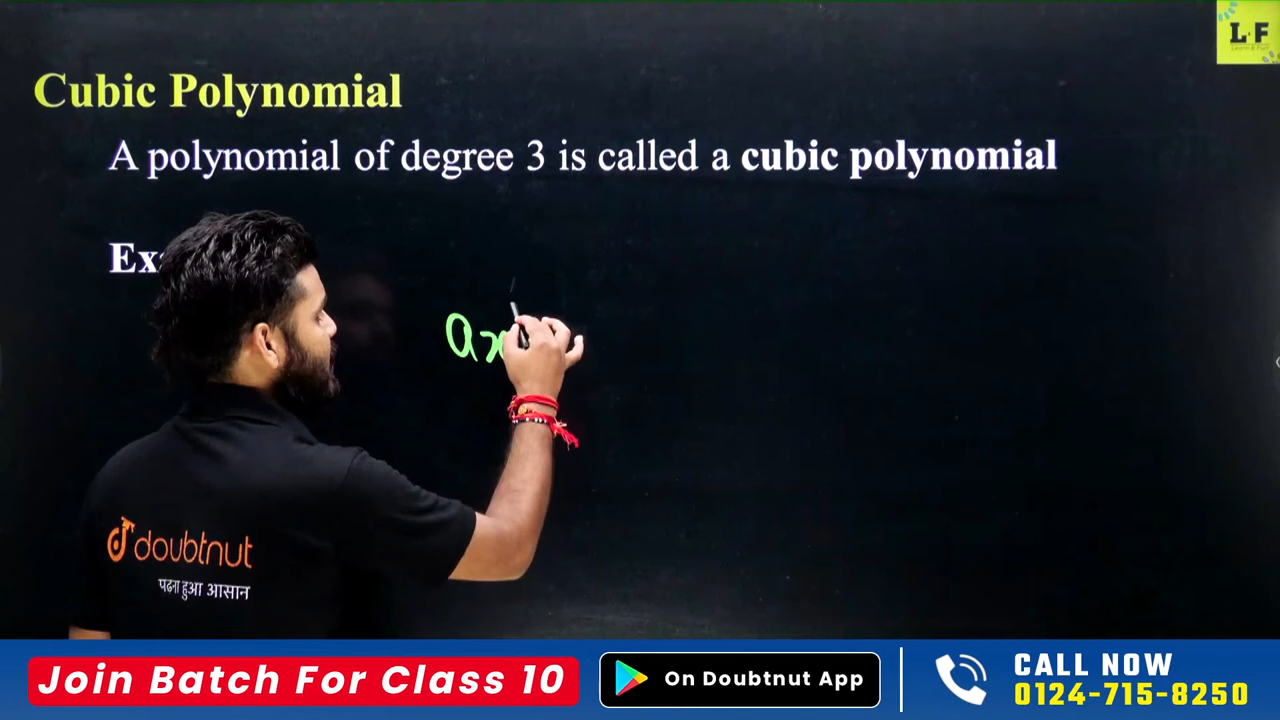 L F
Cubic Polynomial
A polynomial of degree 3 is called a cubic polynomial
Exa
ax
doubtnut
पढ़ना हुआ आसान
Join Batch For Class 10
On Doubtnut App
CALL NOW
0124-715-8250